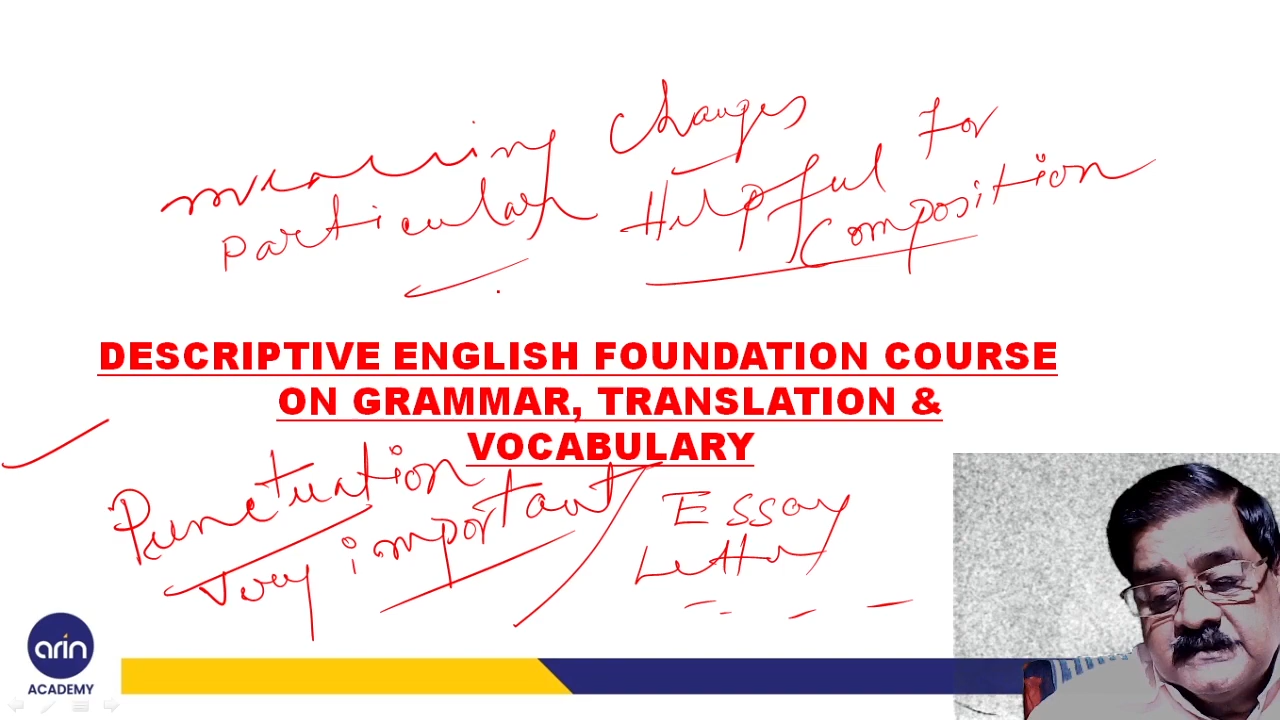 meaning changes
particularly Helpful For
Composition
DESCRIPTIVE ENGLISH FOUNDATION COURSE
ON GRAMMAR, TRANSLATION &
VOCABULARY
Punctuation
very important
Essay
Letter
arin
ACADEMY